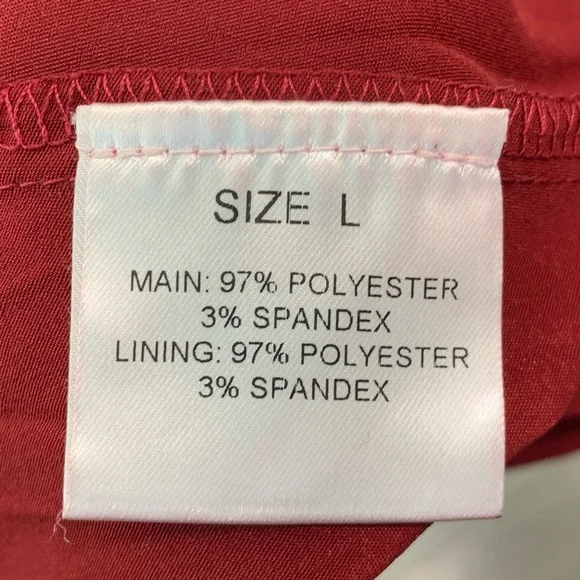 SIZE L
MAIN: 97% POLYESTER
3% SPANDEX
LINING: 97% POLYESTER
3% SPANDEX